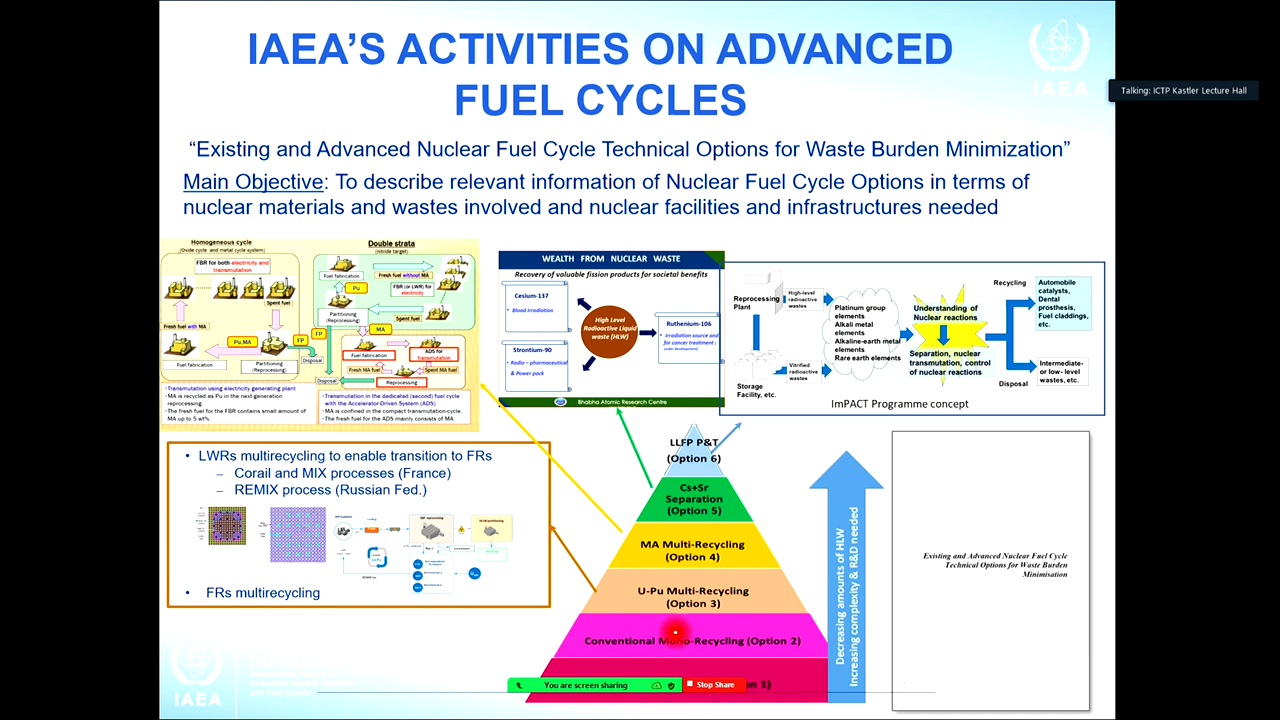 IAEA'S ACTIVITIES ON ADVANCED
FUEL CYCLES
IAEA
Talking: ICTP Kastler Lecture Hall
“Existing and Advanced Nuclear Fuel Cycle Technical Options for Waste Burden Minimization”
Main Objective: To describe relevant information of Nuclear Fuel Cycle Options in terms of
nuclear materials and wastes involved and nuclear facilities and infrastructures needed
Homogeneous cycle
(Oxide cycle and metal cycle system)
FBR for both electricity and
transmutation
Spent fuel
Fresh fuel with MA
Pu,MA
FP
Fuel fabrication
Partitioning
(Reprocessing)
Disposal
• Transmutation using electricity generating plant
• MA is recycled as Pu in the next-generation
reprocessing.
• The fresh fuel for the FBR contains small amount of
MA up to 5 wt%.
Double strata
(nitride target)
Fuel fabrication
Fresh fuel without MA
Pu
FBR (or LWR) for
electricity
Partitioning
(Reprocessing)
Spent fuel
MA
FP
Fuel fabrication
ADS for
transmutation
Fresh MA fuel
Spent MA fuel
Disposal
Reprocessing
• Transmutation in the dedicated (second) fuel cycle
with the Accelerator-Driven System (ADS)
• MA is confined in the compact transmutation-cycle.
• The fresh fuel for the ADS mainly consists of MA.
WEALTH FROM NUCLEAR WASTE
Recovery of valuable fission products for societal benefits
Cesium-137
• Blood Irradiation
High Level
Radioactive Liquid
waste (HLW)
Ruthenium-106
• Irradiation source and
for cancer treatment (
under development)
Strontium-90
• Radio – pharmaceutical
& Power pack
Bhabha Atomic Research Centre
Reprocessing
Plant
High-level
radioactive
wastes
Storage
Facility, etc.
Vitrified
radioactive
wastes
Platinum group
elements
Alkali metal
elements
Alkaline-earth metal
elements
Rare earth elements
Understanding of
Nuclear reactions
Separation, nuclear
transmutation, control
of nuclear reactions
Recycling
Automobile
catalysts,
Dental
prosthesis,
Fuel claddings,
etc.
Disposal
Intermediate-
or low- level
wastes, etc.
ImPACT Programme concept
• LWRs multirecycling to enable transition to FRs
– Corail and MIX processes (France)
– REMIX process (Russian Fed.)
• FRs multirecycling
LLFP P&T
(Option 6)
Cs+Sr
Separation
(Option 5)
MA Multi-Recycling
(Option 4)
U-Pu Multi-Recycling
(Option 3)
Conventional Mono-Recycling (Option 2)
Decreasing amounts of HLW
Increasing complexity & R&D needed
Existing and Advanced Nuclear Fuel Cycle
Technical Options for Waste Burden
Minimisation
You are screen sharing
Stop Share
IAEA